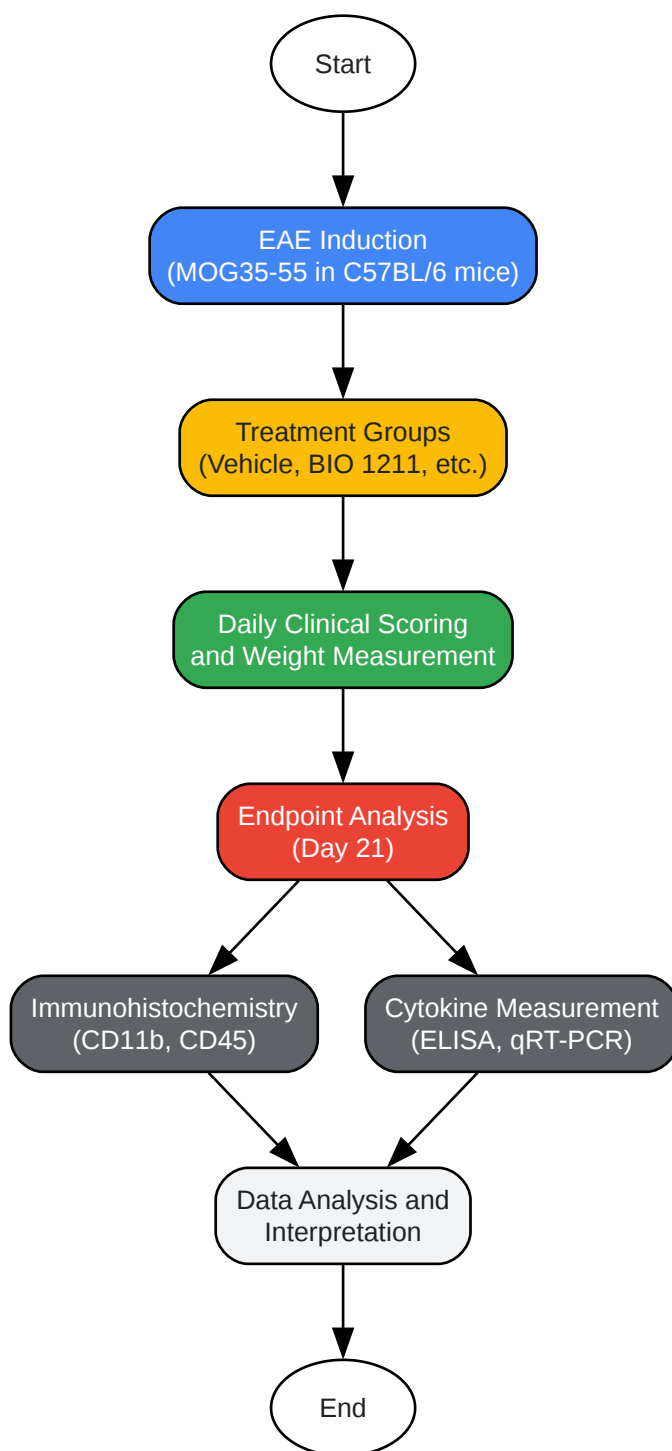 Start
EAE Induction
(MOG35-55 in C57BL/6 mice)
Treatment Groups
(Vehicle, BIO 1211, etc.)
Daily Clinical Scoring
and Weight Measurement
Endpoint Analysis
(Day 21)
Immunohistochemistry
(CD11b, CD45)
Cytokine Measurement
(ELISA, qRT-PCR)
Data Analysis and
Interpretation
End